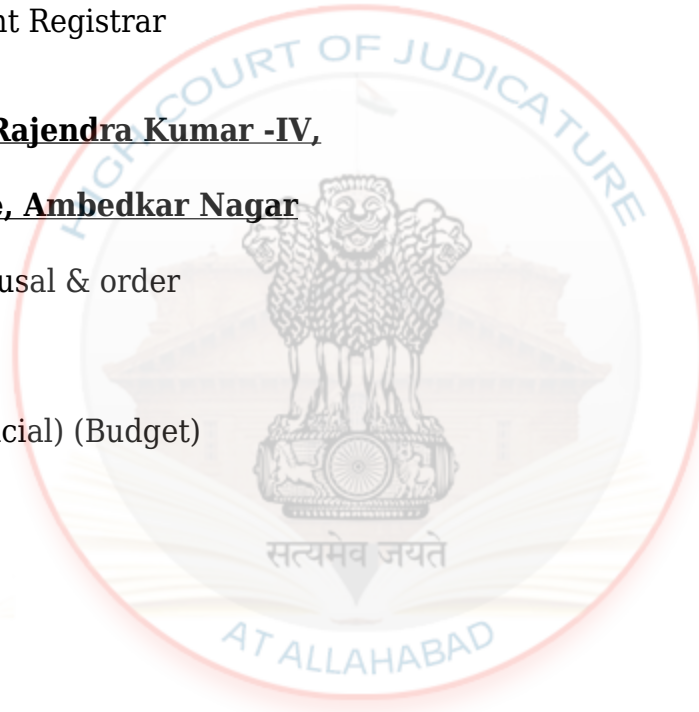 nt Registrar
HIGH COURT OF JUDICATURE
Rajendra Kumar -IV,
e, Ambedkar Nagar
usal & order
cial) (Budget)
सत्यमेव जयते
AT ALLAHABAD